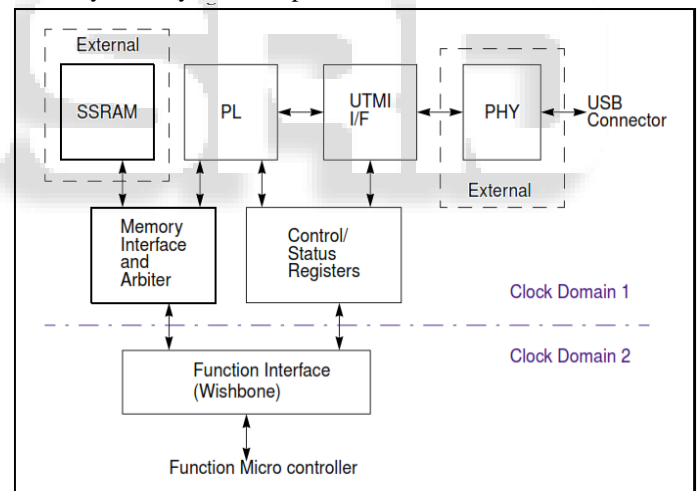 External
SSRAM
PL
UTMI
I/F
PHY
USB
Connector
External
Memory
Interface
and
Arbiter
Control/
Status
Registers
Clock Domain 1
Clock Domain 2
Function Interface
(Wishbone)
Function Micro controller